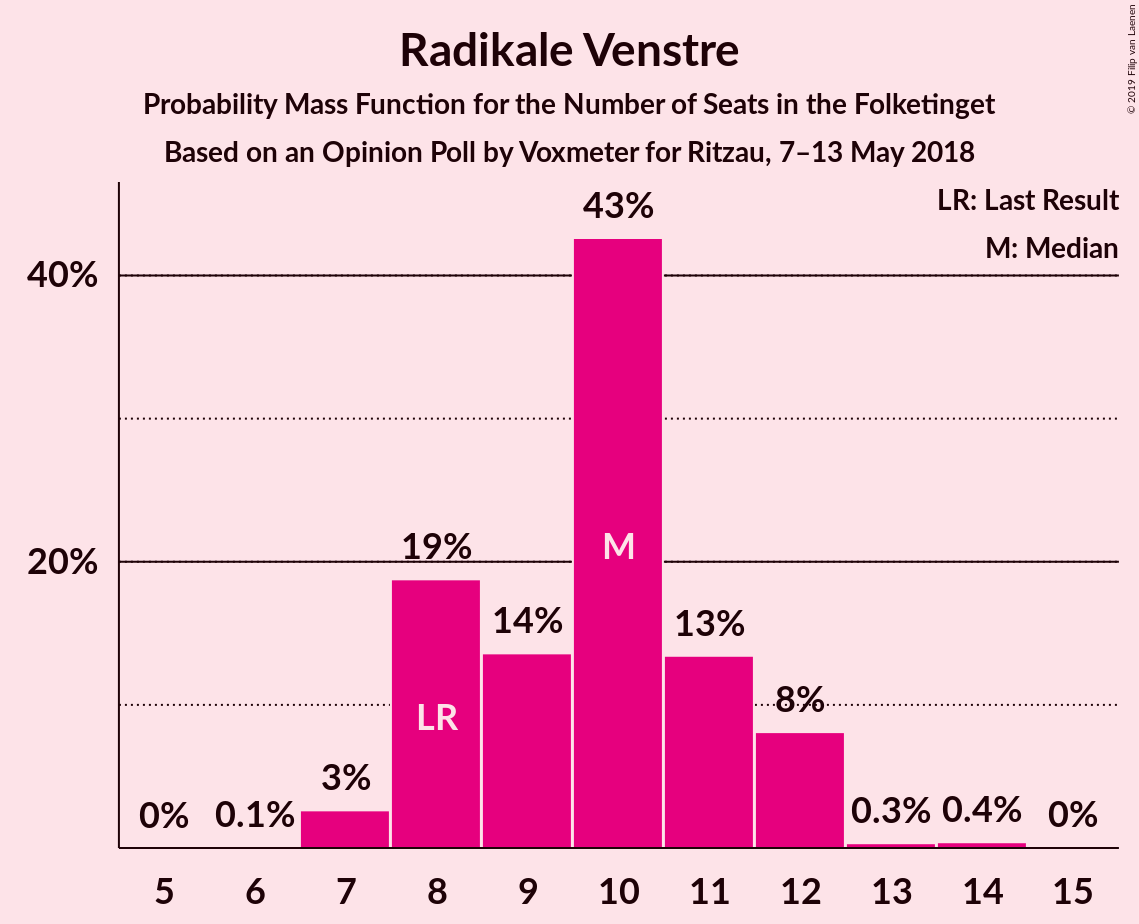 Radikale Venstre
Probability Mass Function for the Number of Seats in the Folketinget
Based on an Opinion Poll by Voxmeter for Ritzau, 7–13 May 2018
© 2019 Filip van Laenen
LR: Last Result
M: Median
43%
40%
19%
M
20%
14%
13%
8%
LR
3%
0%
0.1%
0.3%
0.4%
0%
5 6 7 8 9 10 11 12 13 14 15